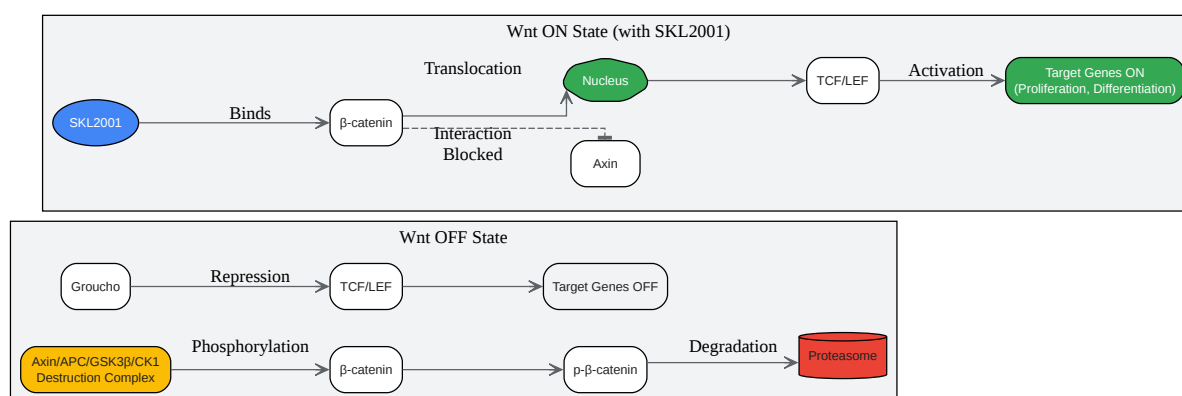 Wnt ON State (with SKL2001)
SKL2001
Binds
β-catenin
Translocation
Interaction
Blocked
Nucleus
Axin
TCF/LEF
Activation
Target Genes ON
(Proliferation, Differentiation)
Wnt OFF State
Groucho
Repression
TCF/LEF
Target Genes OFF
Axin/APC/GSK3β/CK1
Destruction Complex
Phosphorylation
β-catenin
p-β-catenin
Degradation
Proteasome